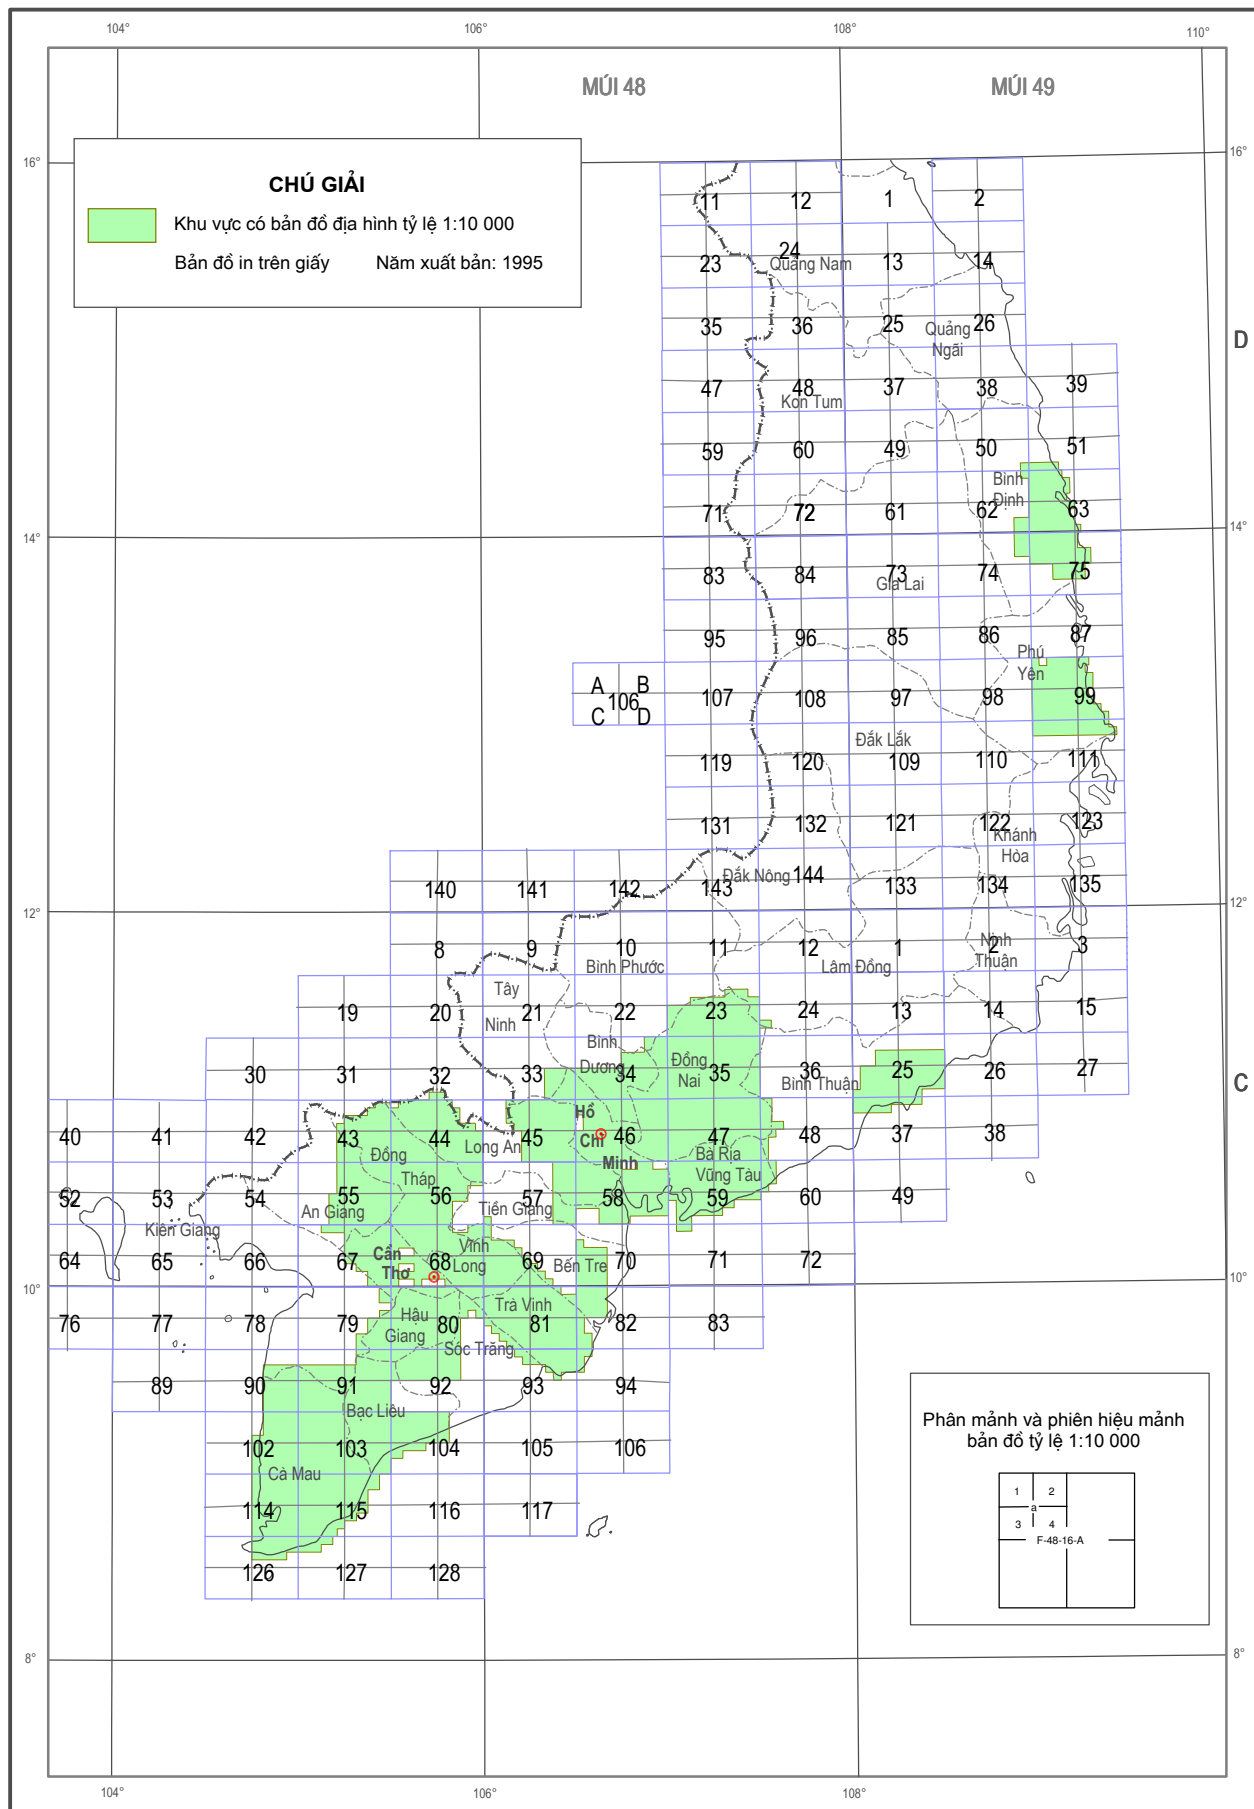 104° 106° 108° 110°
MÚI 48 MÚI 49
16° 16°
CHÚ GIẢI
Khu vực có bản đồ địa hình tỷ lệ 1:10 000
Bản đồ in trên giấy Năm xuất bản: 1995
11 12 1 2
24
Quảng Nam
23 13 14
35 36 25 26
Quảng
Ngãi
D
47 48 37 38 39
Kon Tum
59 60 49 50 51
Bình
Định
71 72 61 62 63
14° 14°
83 84 73 74 75
Gia Lai
95 96 85 86 87
Phú
Yên
A B
106
C D
107 108 97 98 99
Đắk Lắk
119 120 109 110 111
131 132 121 122 123
Khánh
Hòa
140 141 142 143 144 133 134 135
Đắk Nông
12° 12°
8 9 10 11 12 1 2 3
Bình Phước Lâm Đồng
Ninh
Thuận
Tây
Ninh
19 20 21 22 23 24 13 14 15
Bình
Dương
Đồng
Nai
30 31 32 33 34 35 36 25 26 27
Bình Thuận
C
Hồ
Chí
Minh
40 41 42 43 44 45 46 47 48 37 38
Long An
Đồng
Tháp
Bà Rịa
Vũng Tàu
52 53 54 55 56 57 58 59 60 49
An Giang Tiền Giang
Kiên Giang
64 65 66 67 68 69 70 71 72
Cần
Thơ
Vĩnh
Long
Bến Tre
10° 10°
Trà Vinh
76 77 78 79 80 81 82 83
Hậu
Giang
Sóc Trăng
89 90 91 92 93 94
Bạc Liêu
102 103 104 105 106
Cà Mau
114 115 116 117
126 127 128
Phân mảnh và phiên hiệu mảnh
bản đồ tỷ lệ 1:10 000
1 2
a
3 4
F-48-16-A
8° 8°
104° 106° 108°